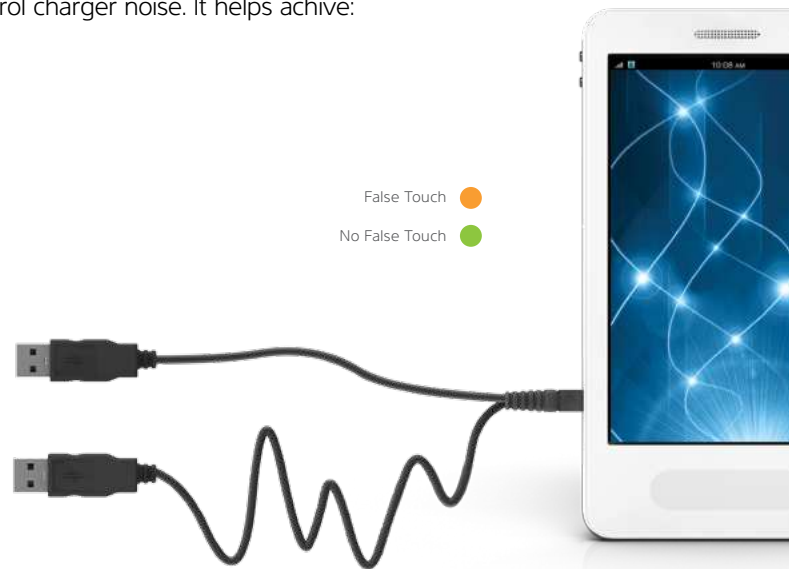 rol charger noise. It helps achive:
10:08 AM
False Touch
No False Touch